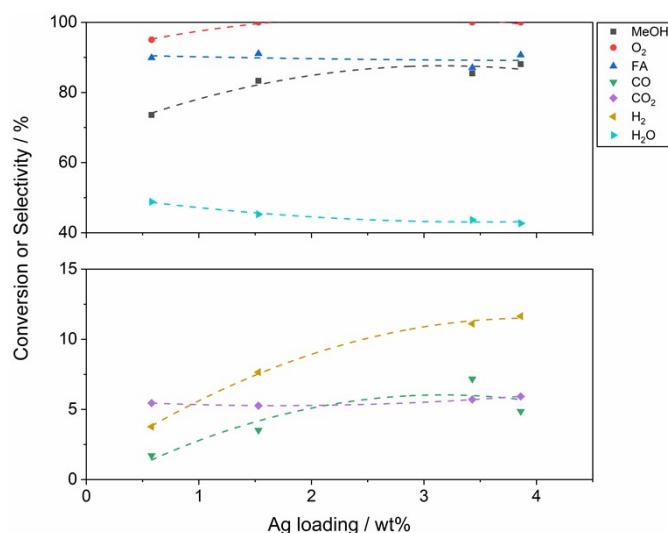 100
80
60
40
15
10
5
0
0
1
2
3
4
Conversion or Selectivity / %
Ag loading / wt%
MeOH
O₂
FA
CO
CO₂
H₂
H₂O